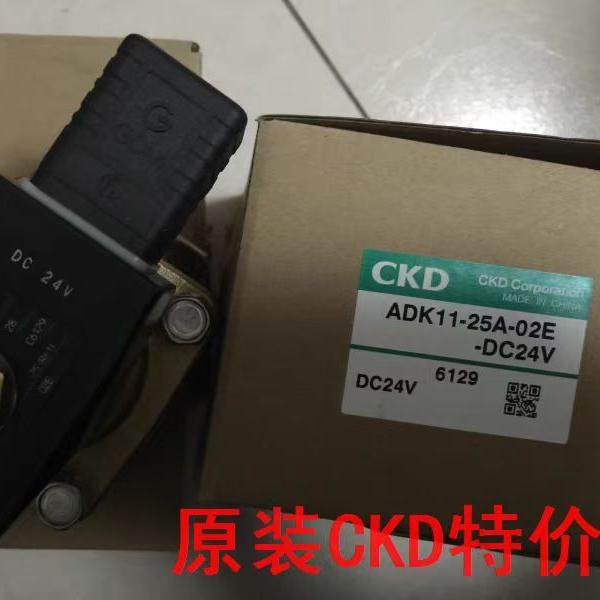 DC 24V
CKD
CKD Corporation
MADE IN CHINA
ADK11-25A-02E
-DC24V
DC24V
6129
原装CKD特价